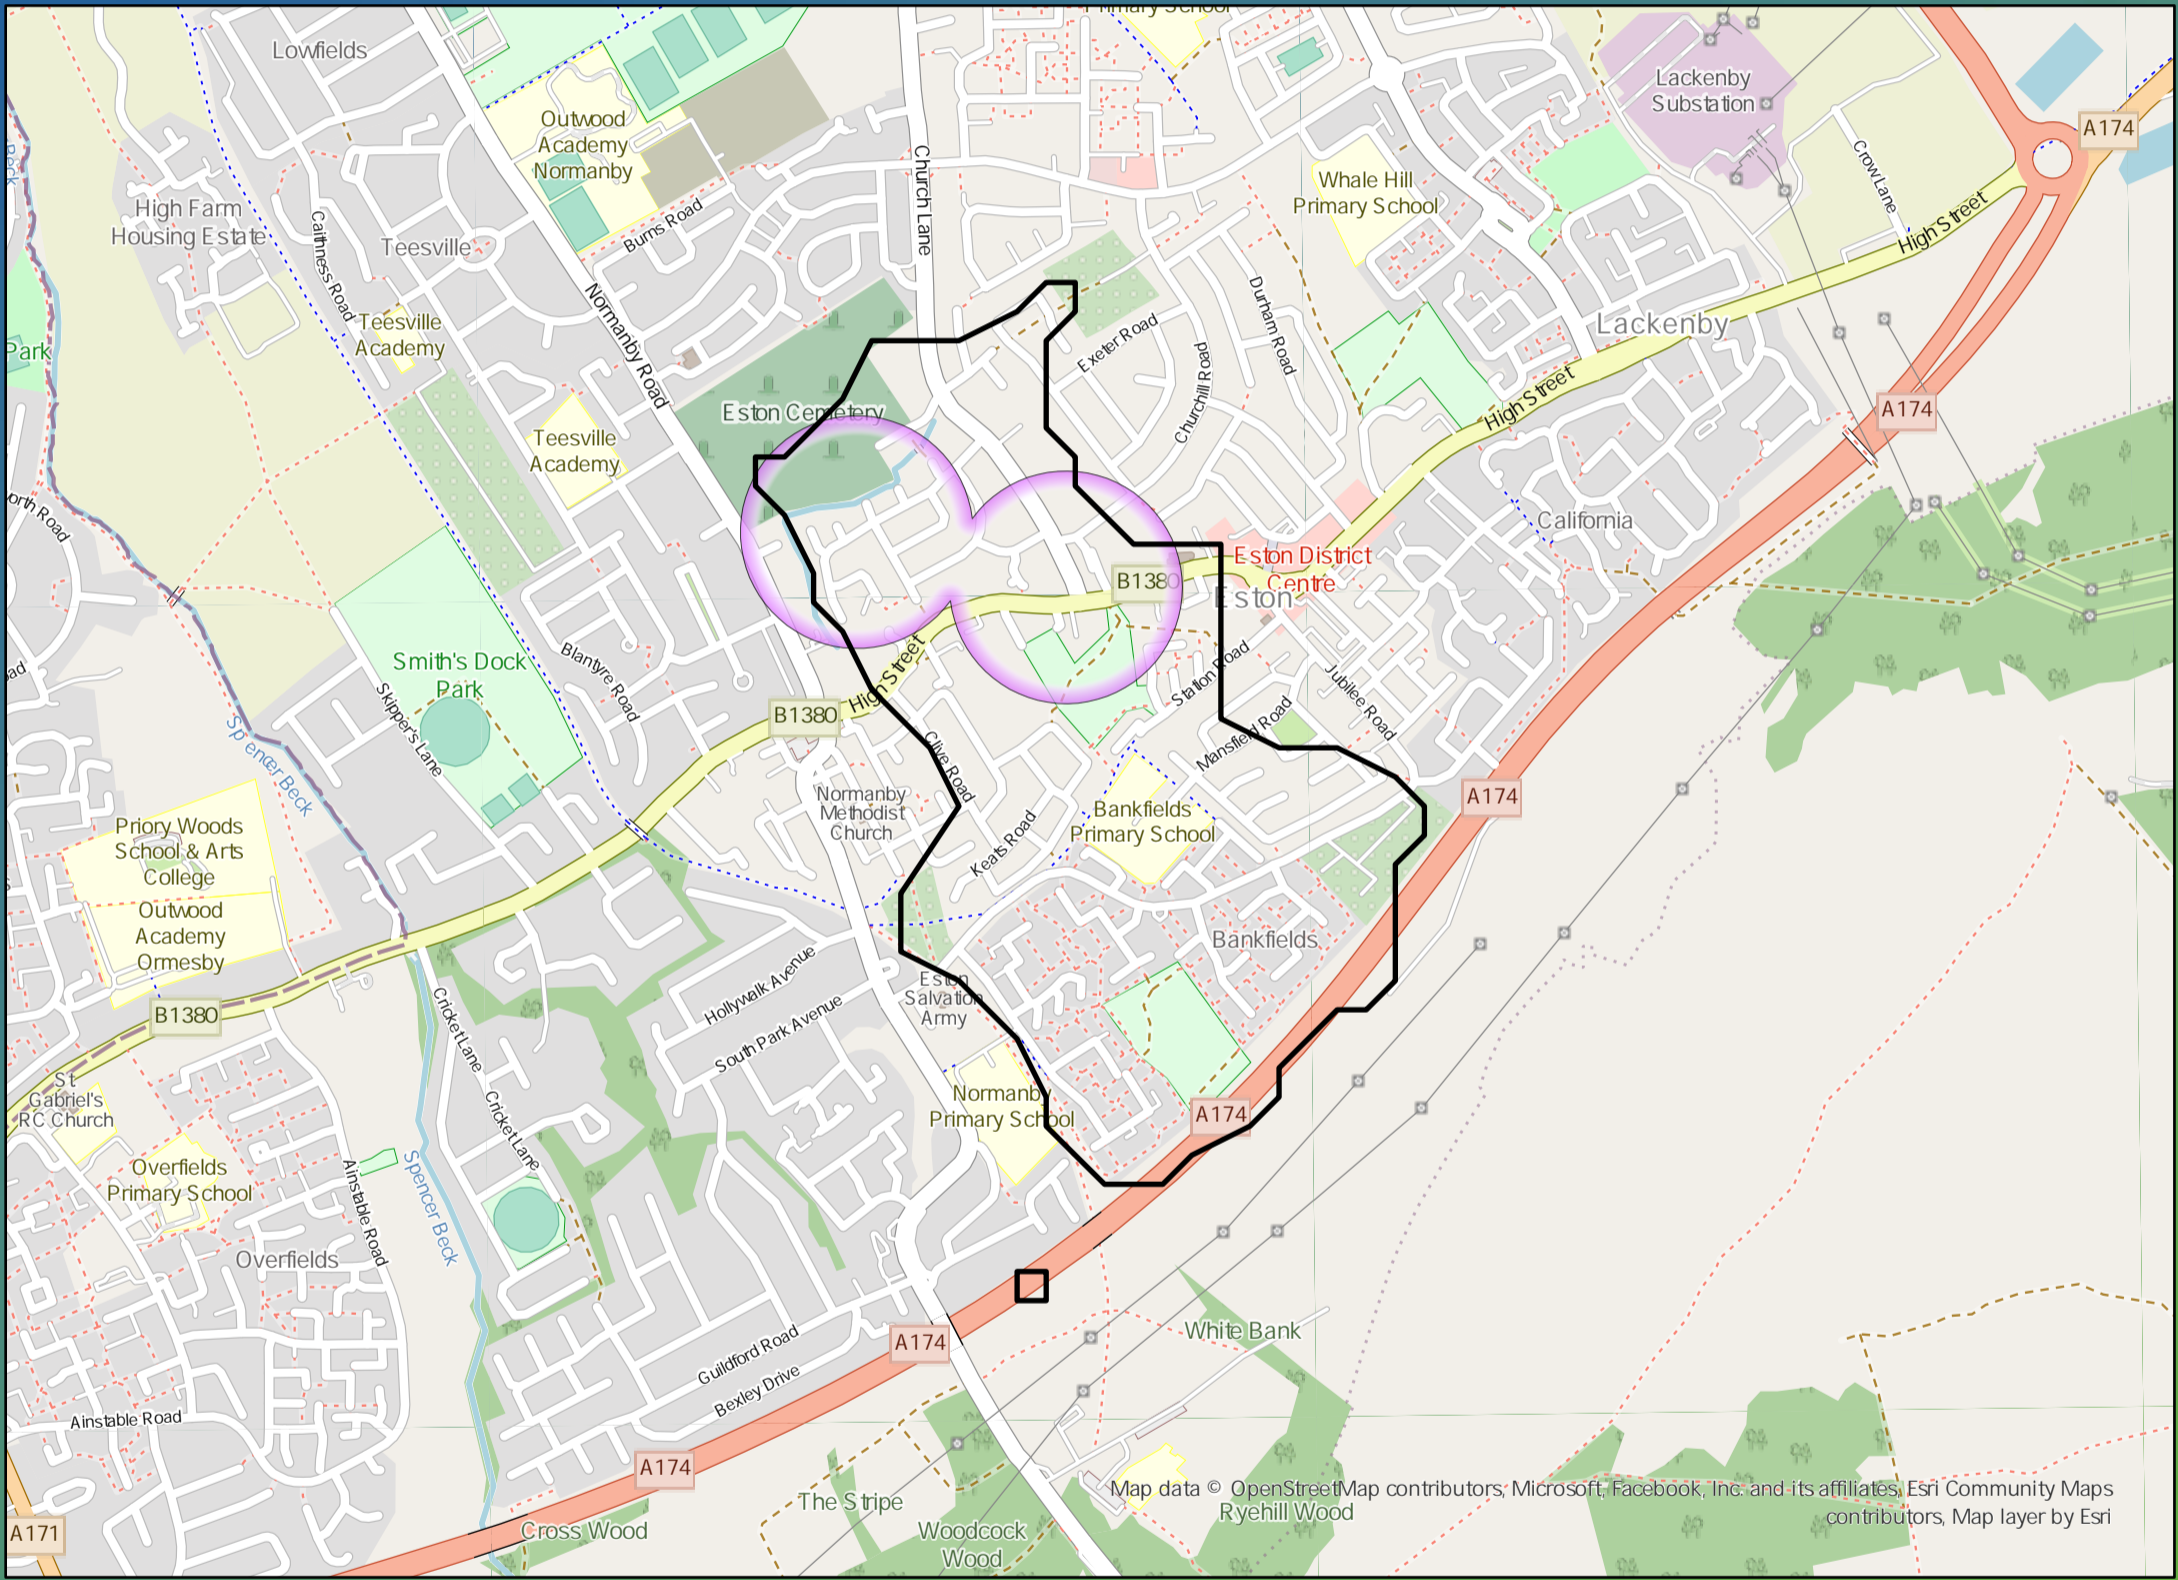 Primary School
Lowfields
Lackenby
Substation
A174
Outwood
Academy
Normanby
Crow Lane
Beck
Church Lane
Whale Hill
Primary School
High Farm
Housing Estate
Caithness Road
Teesville
Burns Road
High Street
Normanby Road
Durham Road
Teesville
Academy
Park
Exeter Road
Lackenby
Churchill Road
High Street
A174
Eston Cemetery
Teesville
Academy
orth Road
California
Eston District
Centre
B1380
Eston
Smith's Dock
Park
Blantyre Road
High Street
Station Road
Jubilee Road
ad
Skipper's Lane
B1380
Spencer Beck
Clive Road
Mansfield Road
A174
Normanby
Methodist
Church
Bankfields
Primary School
Priory Woods
School & Arts
College
Keats Road
Outwood
Academy
Ormesby
Bankfields
Hollywalk Avenue
Eston
Salvation
Army
B1380
Cricket Lane
South Park Avenue
St
Gabriel's
RC Church
Normanby
Primary School
A174
Cricket Lane
Overfields
Primary School
Ainstable Road
Spencer Beck
Overfields
White Bank
A174
Guildford Road
Bexley Drive
Ainstable Road
A174
Map data © OpenStreetMap contributors, Microsoft, Facebook, Inc. and its affiliates, Esri Community Maps
contributors, Map layer by Esri
The Stripe
Ryehill Wood
A171
Cross Wood
Woodcock
Wood